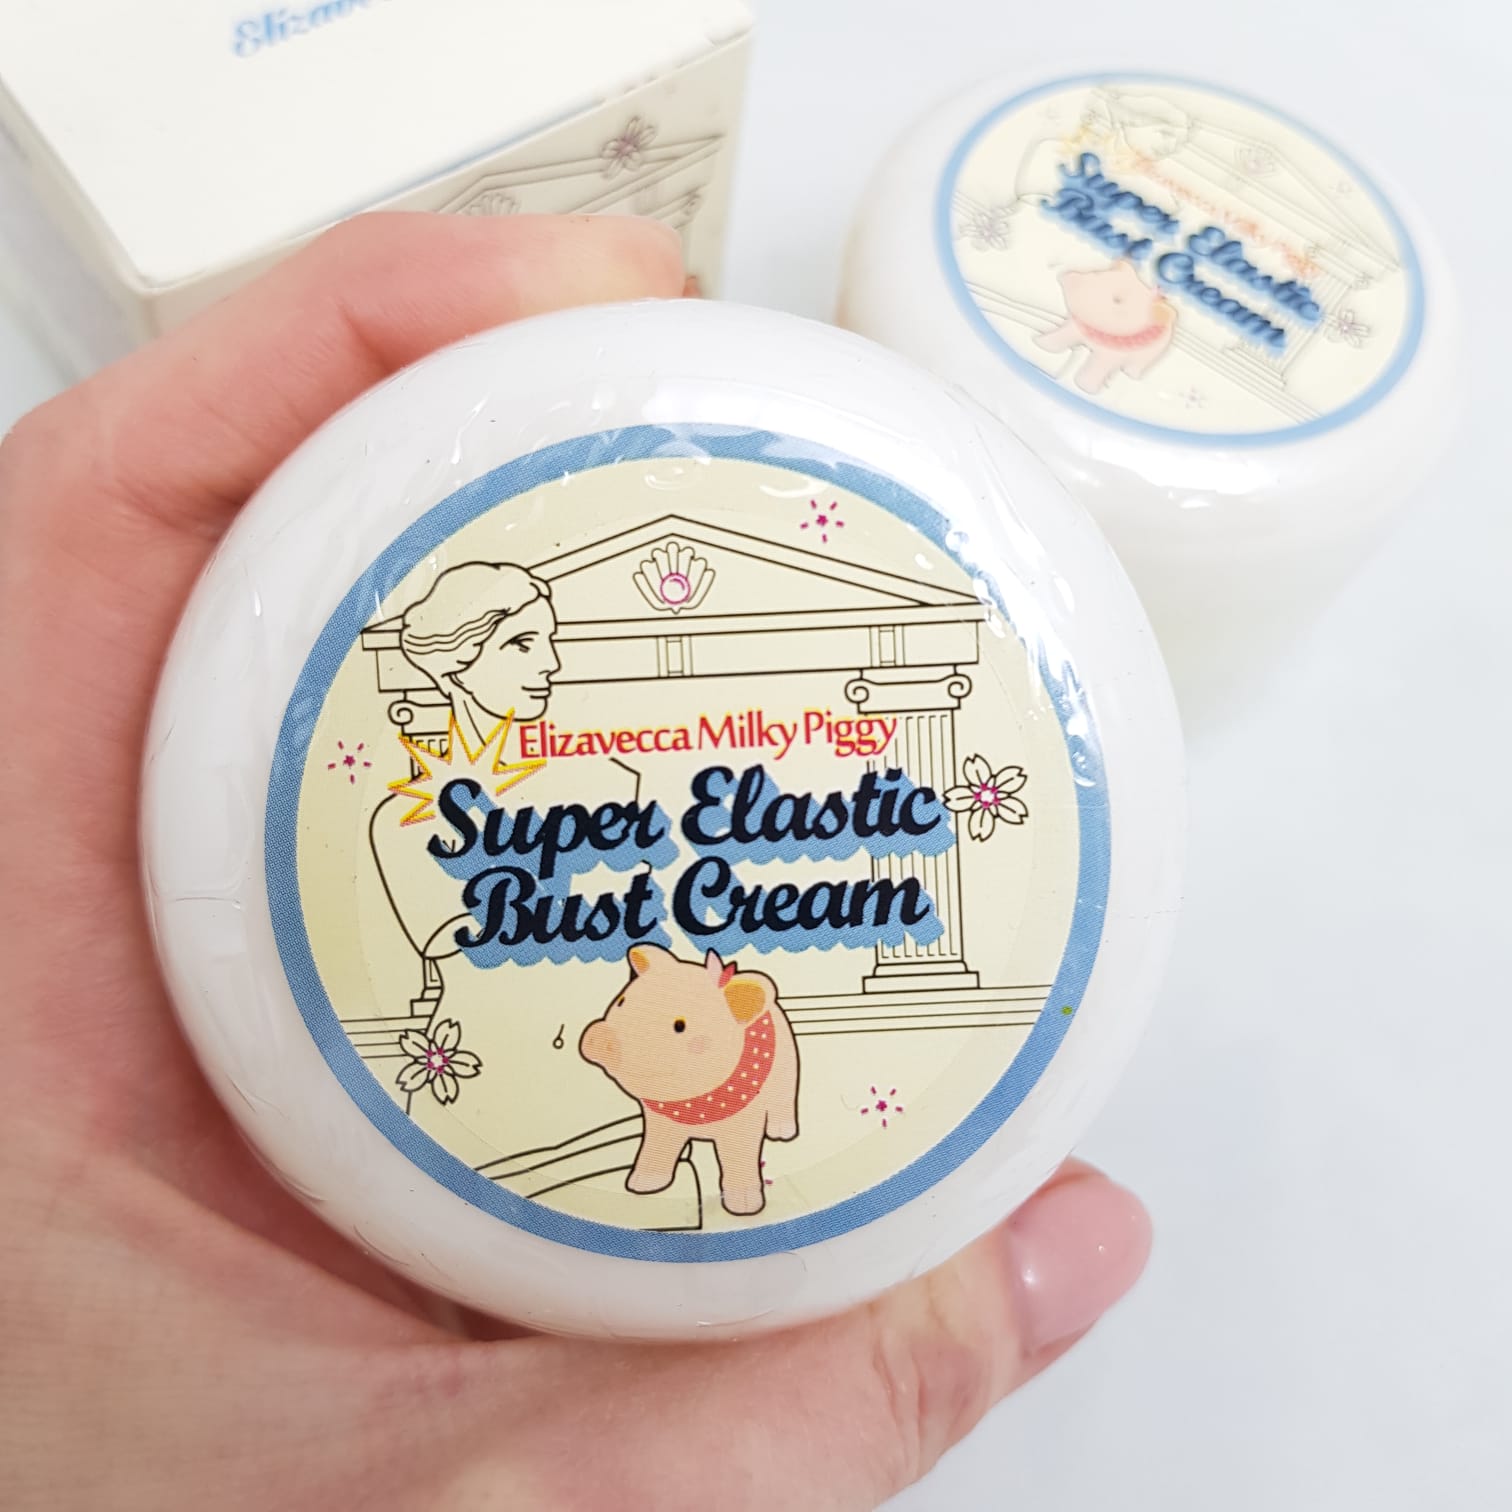 Elizavecca Milky Piggy
Super Elastic
Bust Cream
Super Elastic
Bust Cream